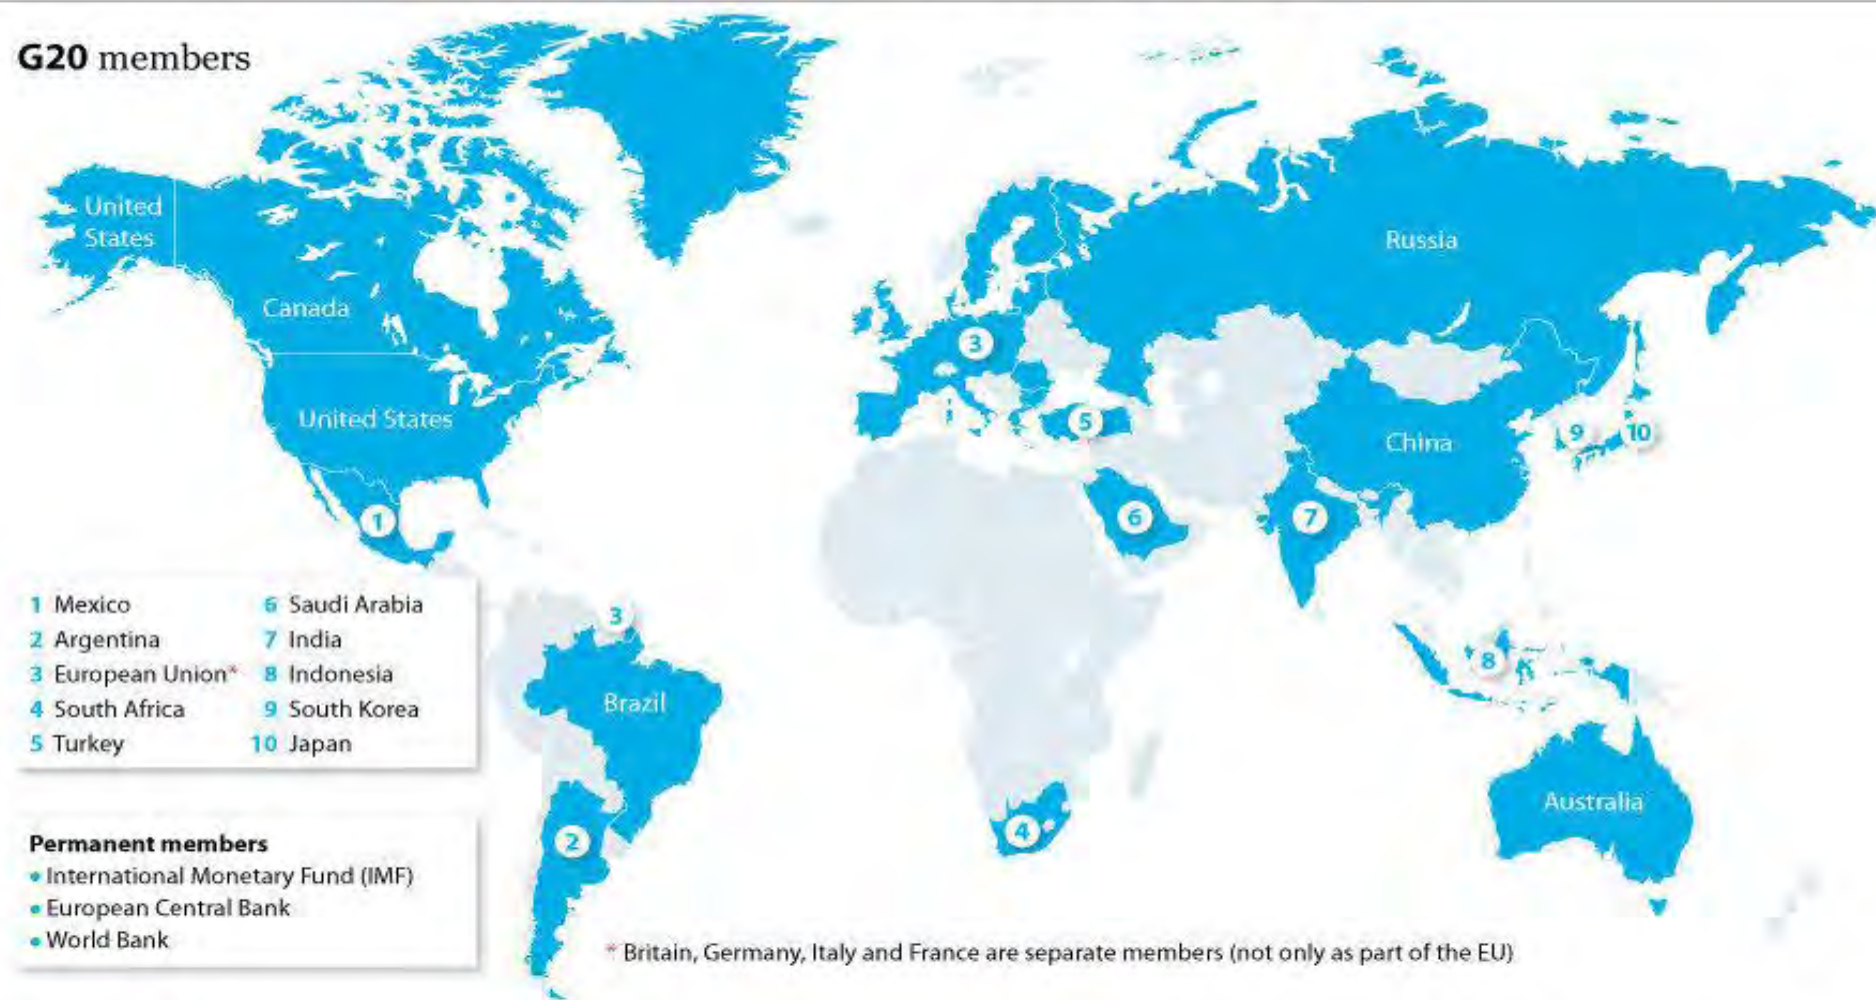 G20 members
United
States
Canada
United States
Russia
China
Brazil
Australia
1
2
3
3
4
5
6
7
8
9
10
1 Mexico
2 Argentina
3 European Union*
4 South Africa
5 Turkey
6 Saudi Arabia
7 India
8 Indonesia
9 South Korea
10 Japan
Permanent members
• International Monetary Fund (IMF)
• European Central Bank
• World Bank
* Britain, Germany, Italy and France are separate members (not only as part of the EU)